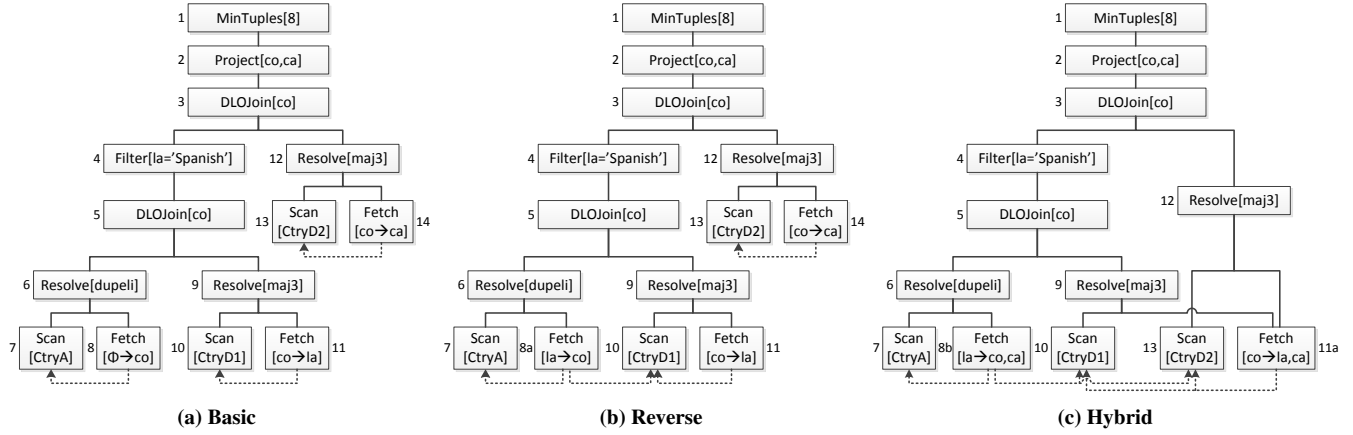 1 MinTuples[8]
2 Project[co,ca]
3 DLOJoin[co]
4 Filter[la='Spanish']
12 Resolve[maj3]
5 DLOJoin[co]
13 Scan [CtryD2]
Fetch [co→ca] 14
6 Resolve[dupeli]
9 Resolve[maj3]
7 Scan [CtryA]
8 Fetch [Φ→co]
10 Scan [CtryD1]
Fetch [co→la] 11
(a) Basic
1 MinTuples[8]
2 Project[co,ca]
3 DLOJoin[co]
4 Filter[la='Spanish']
12 Resolve[maj3]
5 DLOJoin[co]
13 Scan [CtryD2]
Fetch [co→ca] 14
6 Resolve[dupeli]
9 Resolve[maj3]
7 Scan [CtryA]
8a Fetch [la→co]
10 Scan [CtryD1]
Fetch [co→la] 11
(b) Reverse
1 MinTuples[8]
2 Project[co,ca]
3 DLOJoin[co]
4 Filter[la='Spanish']
12 Resolve[maj3]
5 DLOJoin[co]
6 Resolve[dupeli]
9 Resolve[maj3]
7 Scan [CtryA]
8b Fetch [la→co,ca]
10 Scan [CtryD1]
13 Scan [CtryD2]
Fetch [co→la,ca] 11a
(c) Hybrid